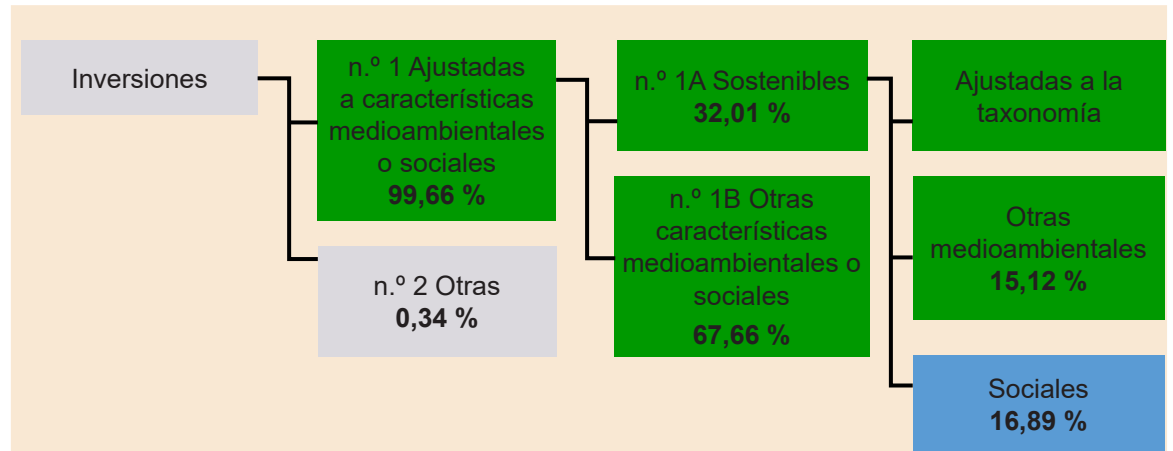 Inversiones
n.º 1 Ajustadas
a características
medioambientales
o sociales
99,66 %
n.º 2 Otras
0,34 %
n.º 1A Sostenibles
32,01 %
n.º 1B Otras
características
medioambientales o
sociales
67,66 %
Ajustadas a la
taxonomía
Otras
medioambientales
15,12 %
Sociales
16,89 %